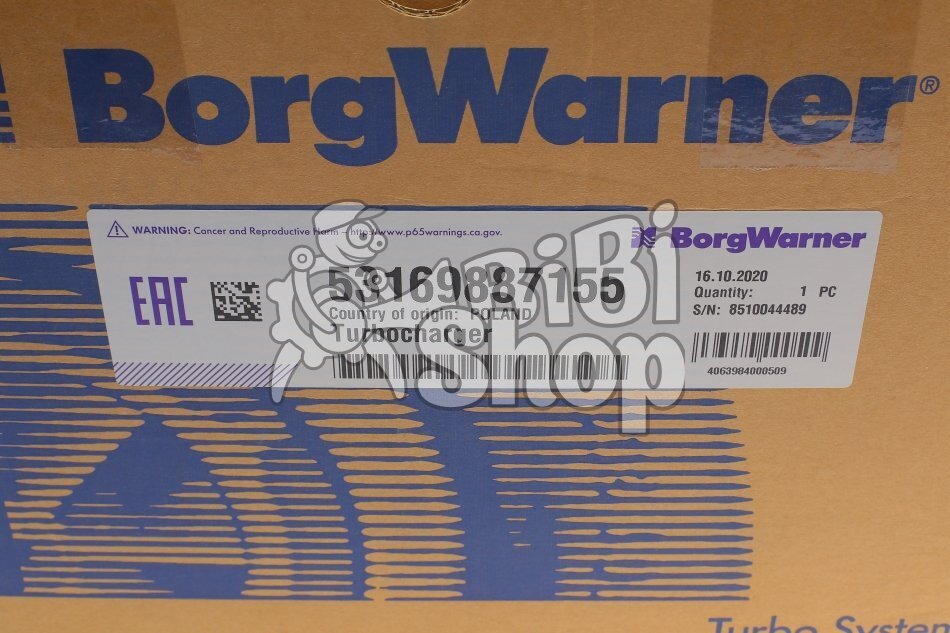 BorgWarner®
WARNING: Cancer and Reproductive Harm – http://www.p65warnings.ca.gov.
BorgWarner
EAC
53169887155
Country of origin: POLAND
Turbocharger
16.10.2020
Quantity: 1 PC
S/N: 8510044489
4063984000509
BiBi
Shop
Turbo System